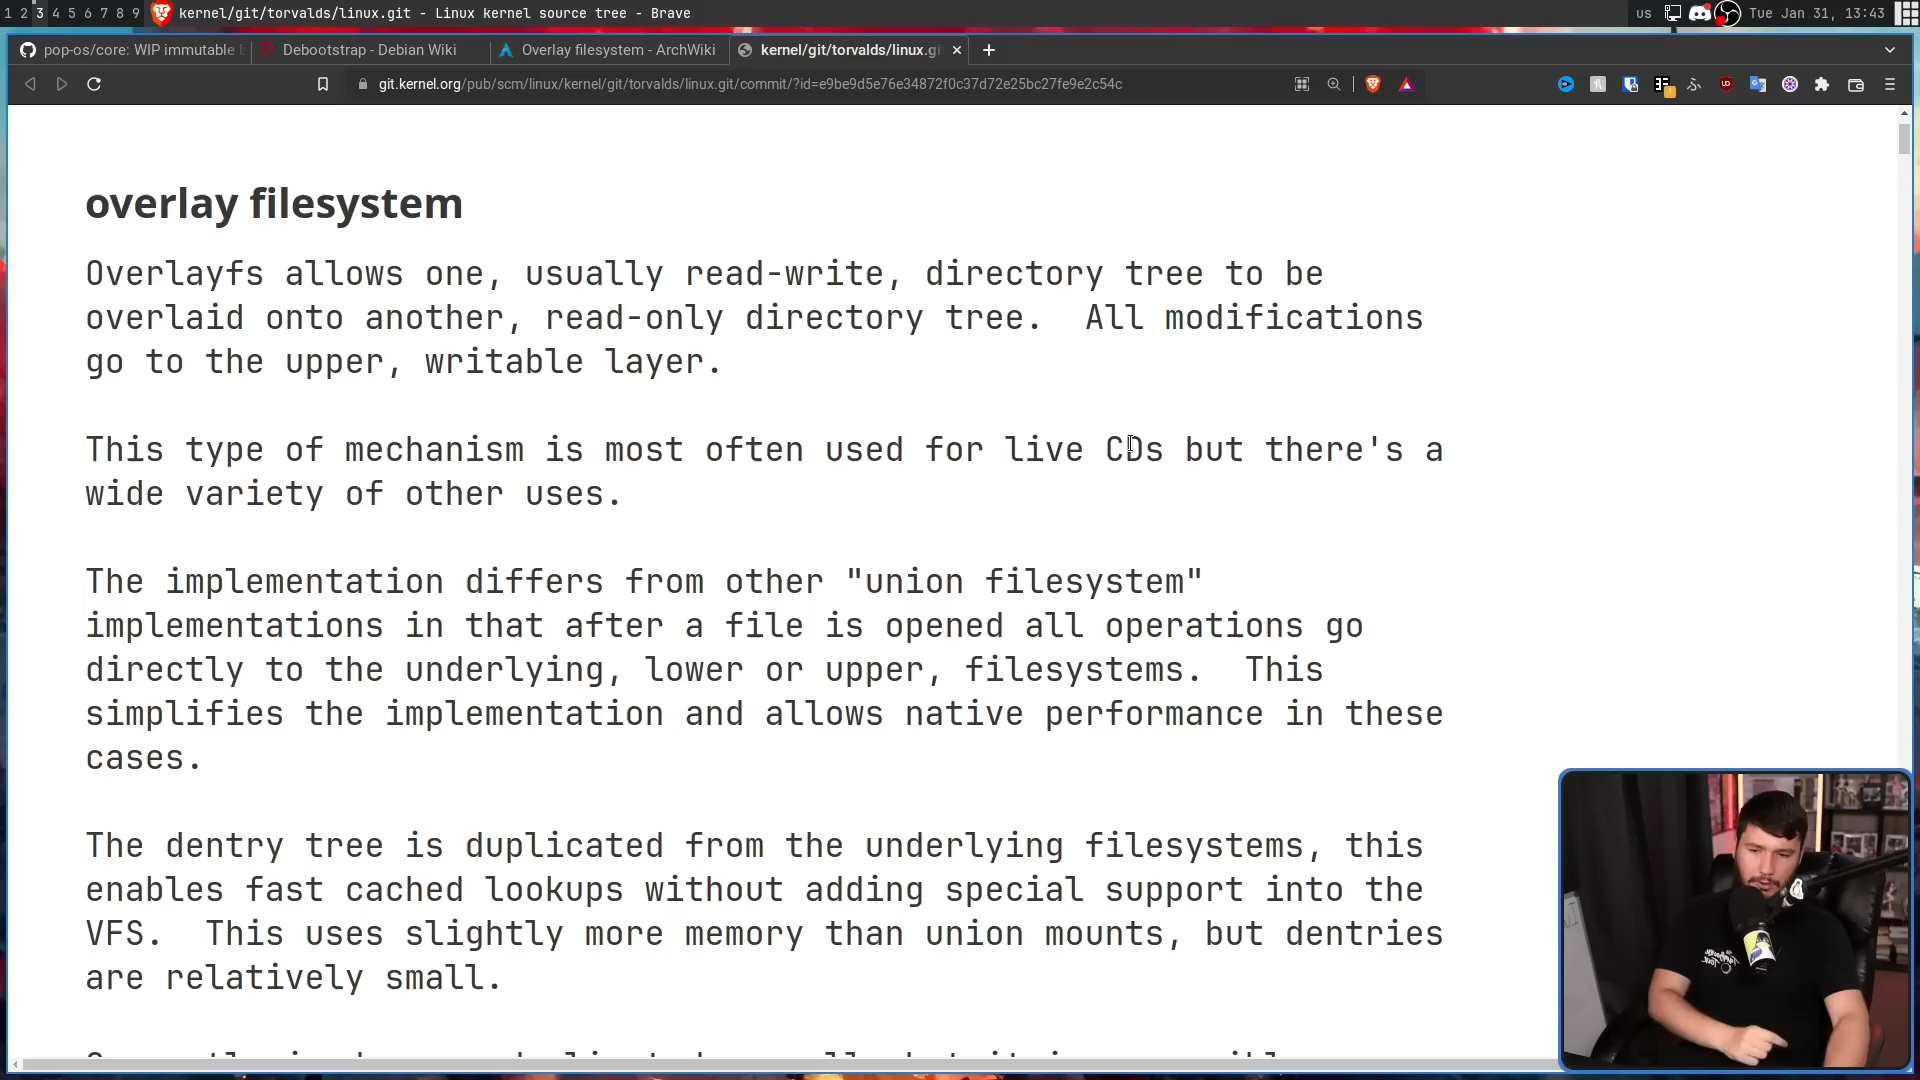 1 2 3 4 5 6 7 8 9 kernel/git/torvalds/linux.git - Linux kernel source tree - Brave
us Tue Jan 31, 13:43
pop-os/core: WIP immutable
Debootstrap - Debian Wiki
Overlay filesystem - ArchWiki
kernel/git/torvalds/linux.gi
git.kernel.org/pub/scm/linux/kernel/git/torvalds/linux.git/commit/?id=e9be9d5e76e34872f0c37d72e25bc27fe9e2c54c
overlay filesystem
Overlayfs allows one, usually read-write, directory tree to be
overlaid onto another, read-only directory tree.  All modifications
go to the upper, writable layer.
This type of mechanism is most often used for live CDs but there's a
wide variety of other uses.
The implementation differs from other "union filesystem"
implementations in that after a file is opened all operations go
directly to the underlying, lower or upper, filesystems.  This
simplifies the implementation and allows native performance in these
cases.
The dentry tree is duplicated from the underlying filesystems, this
enables fast cached lookups without adding special support into the
VFS.  This uses slightly more memory than union mounts, but dentries
are relatively small.